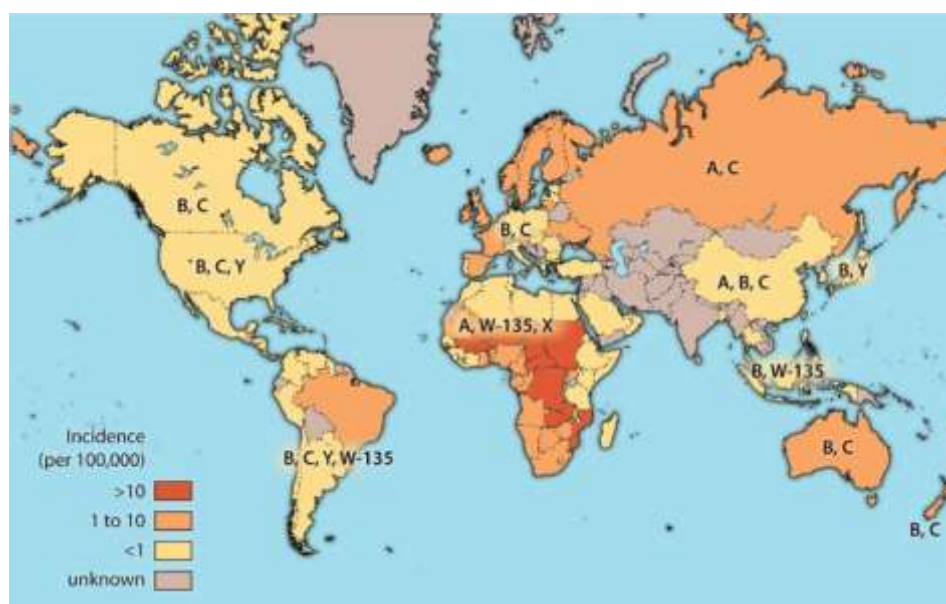 A, C
B, C
B, C
B, C, Y
A, B, C
B, Y
A, W-135, X
B, W-135
B, C
B, C, Y, W-135
B, C
Incidence
(per 100,000)
>10
1 to 10
<1
unknown